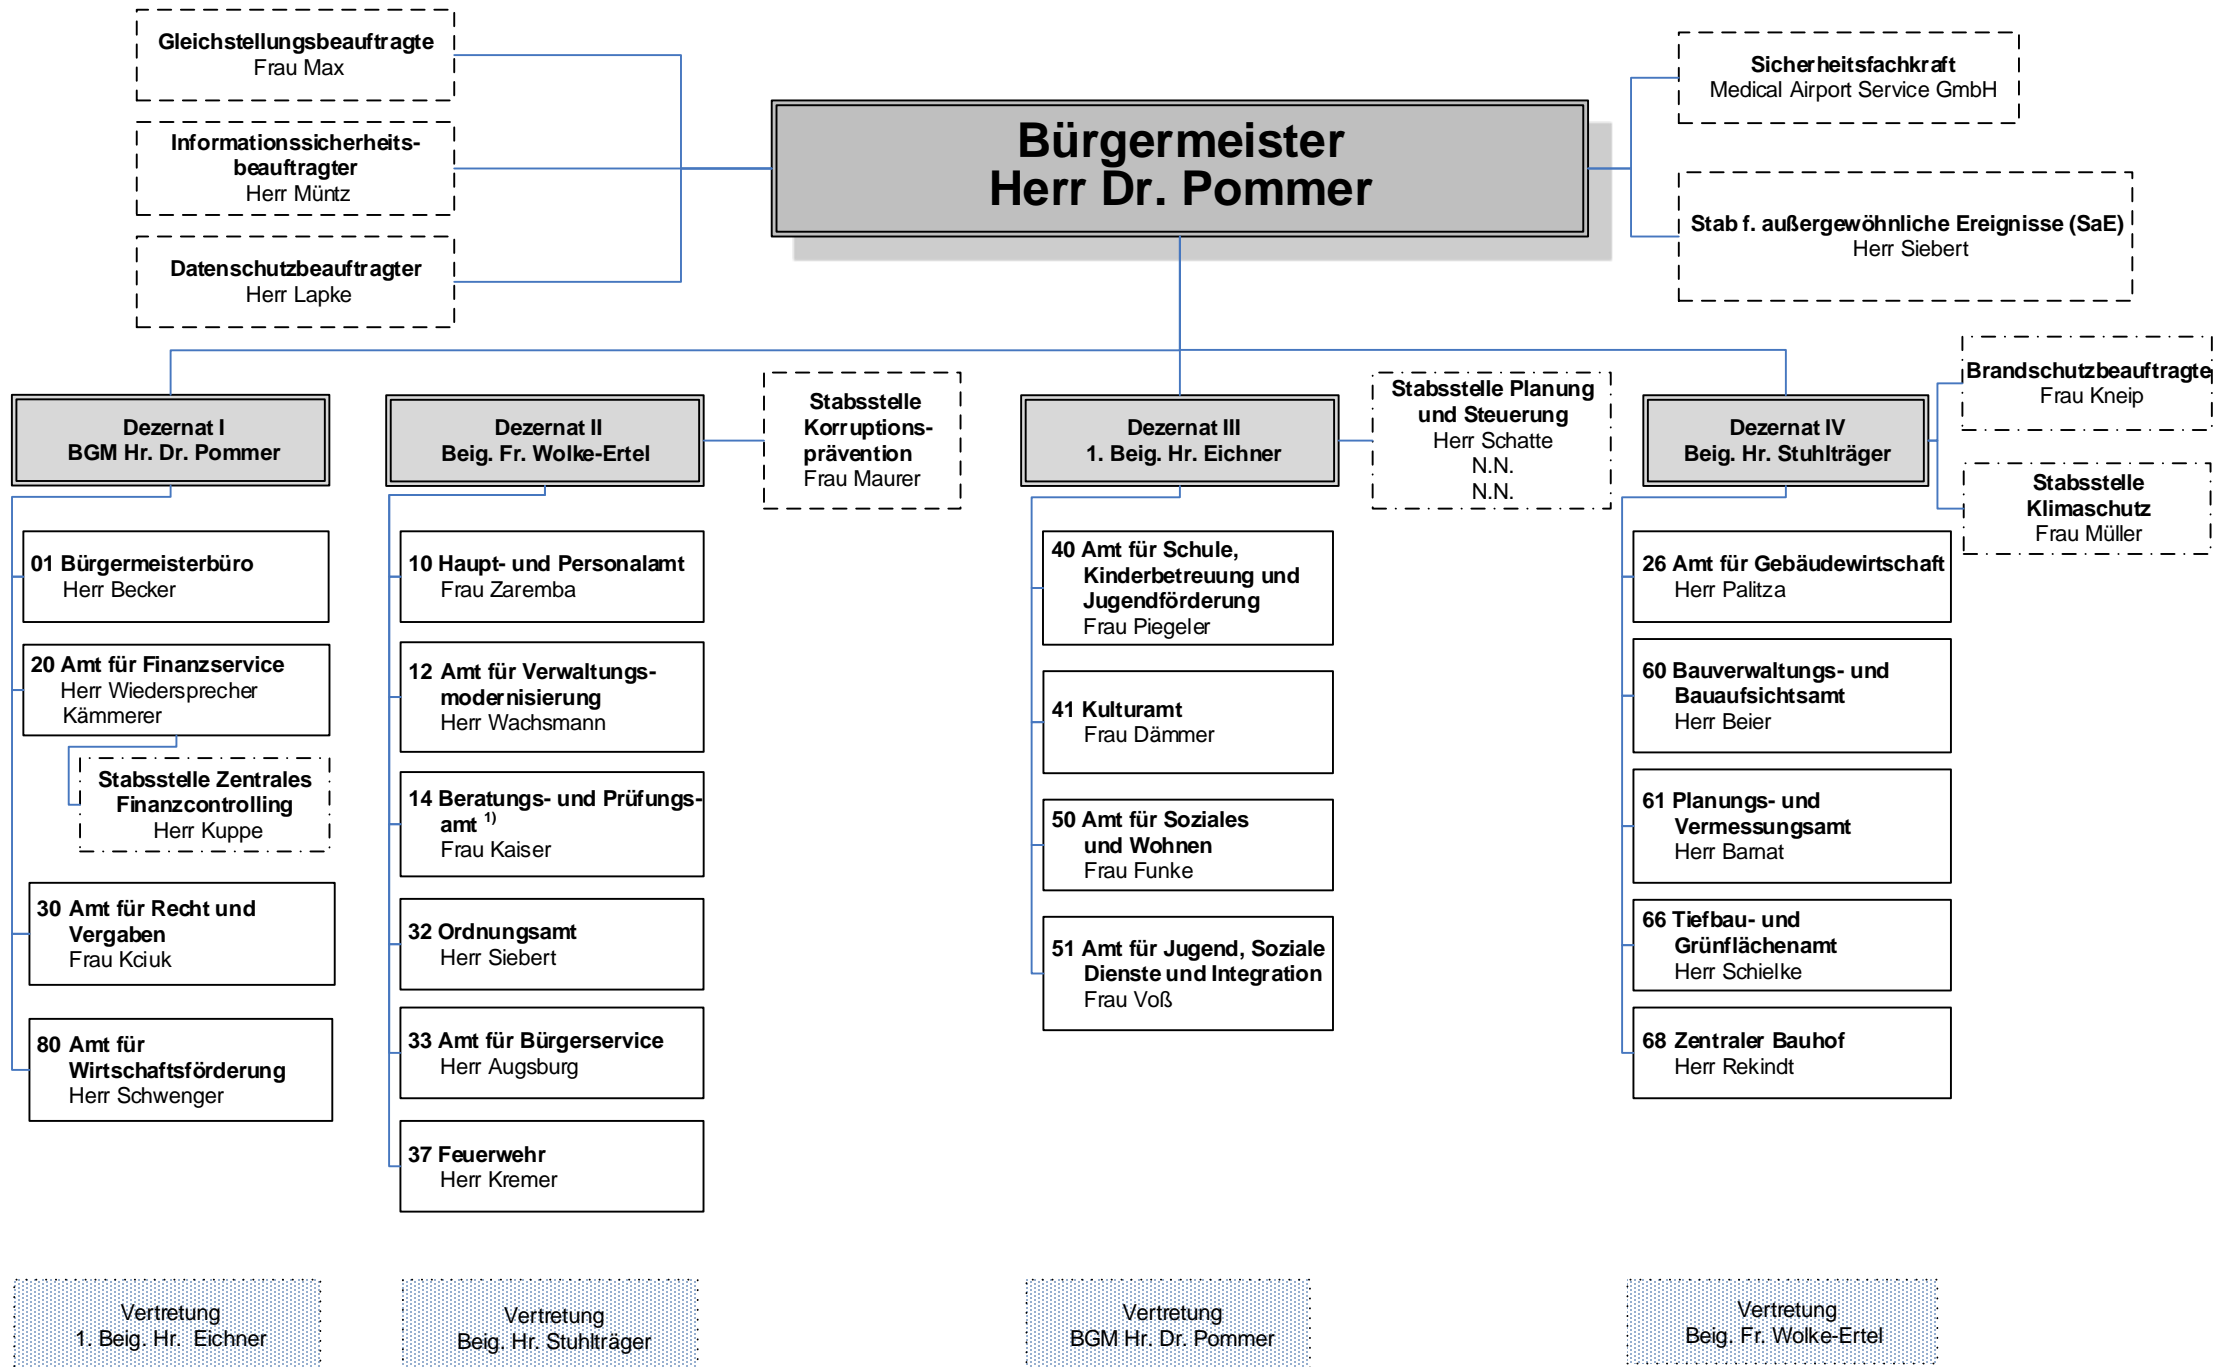 Gleichstellungsbeauftragte
Frau Max
Informationssicherheits-
beauftragter
Herr Müntz
Datenschutzbeauftragter
Herr Lapke
Bürgermeister
Herr Dr. Pommer
Sicherheitsfachkraft
Medical Airport Service GmbH
Stab f. außergewöhnliche Ereignisse (SaE)
Herr Siebert
Dezernat I
BGM Hr. Dr. Pommer
01 Bürgermeisterbüro
Herr Becker
20 Amt für Finanzservice
Herr Wiedersprecher
Kämmerer
Stabsstelle Zentrales
Finanzcontrolling
Herr Kuppe
30 Amt für Recht und
Vergaben
Frau Kciuk
80 Amt für
Wirtschaftsförderung
Herr Schwenger
Dezernat II
Beig. Fr. Wolke-Ertel
Stabsstelle
Korruptions-
prävention
Frau Maurer
10 Haupt- und Personalamt
Frau Zaremba
12 Amt für Verwaltungs-
modernisierung
Herr Wachsmann
14 Beratungs- und Prüfungs-
amt 1)
Frau Kaiser
32 Ordnungsamt
Herr Siebert
33 Amt für Bürgerservice
Herr Augsburg
37 Feuerwehr
Herr Kremer
Dezernat III
1. Beig. Hr. Eichner
Stabsstelle Planung
und Steuerung
Herr Schatte
N.N.
N.N.
40 Amt für Schule,
Kinderbetreuung und
Jugendförderung
Frau Piegeler
41 Kulturamt
Frau Dämmer
50 Amt für Soziales
und Wohnen
Frau Funke
51 Amt für Jugend, Soziale
Dienste und Integration
Frau Voß
Dezernat IV
Beig. Hr. Stuhlträger
Brandschutzbeauftragte
Frau Kneip
Stabsstelle
Klimaschutz
Frau Müller
26 Amt für Gebäudewirtschaft
Herr Palitza
60 Bauverwaltungs- und
Bauaufsichtsamt
Herr Beier
61 Planungs- und
Vermessungsamt
Herr Barnat
66 Tiefbau- und
Grünflächenamt
Herr Schielke
68 Zentraler Bauhof
Herr Rekindt
Vertretung
1. Beig. Hr. Eichner
Vertretung
Beig. Hr. Stuhlträger
Vertretung
BGM Hr. Dr. Pommer
Vertretung
Beig. Fr. Wolke-Ertel